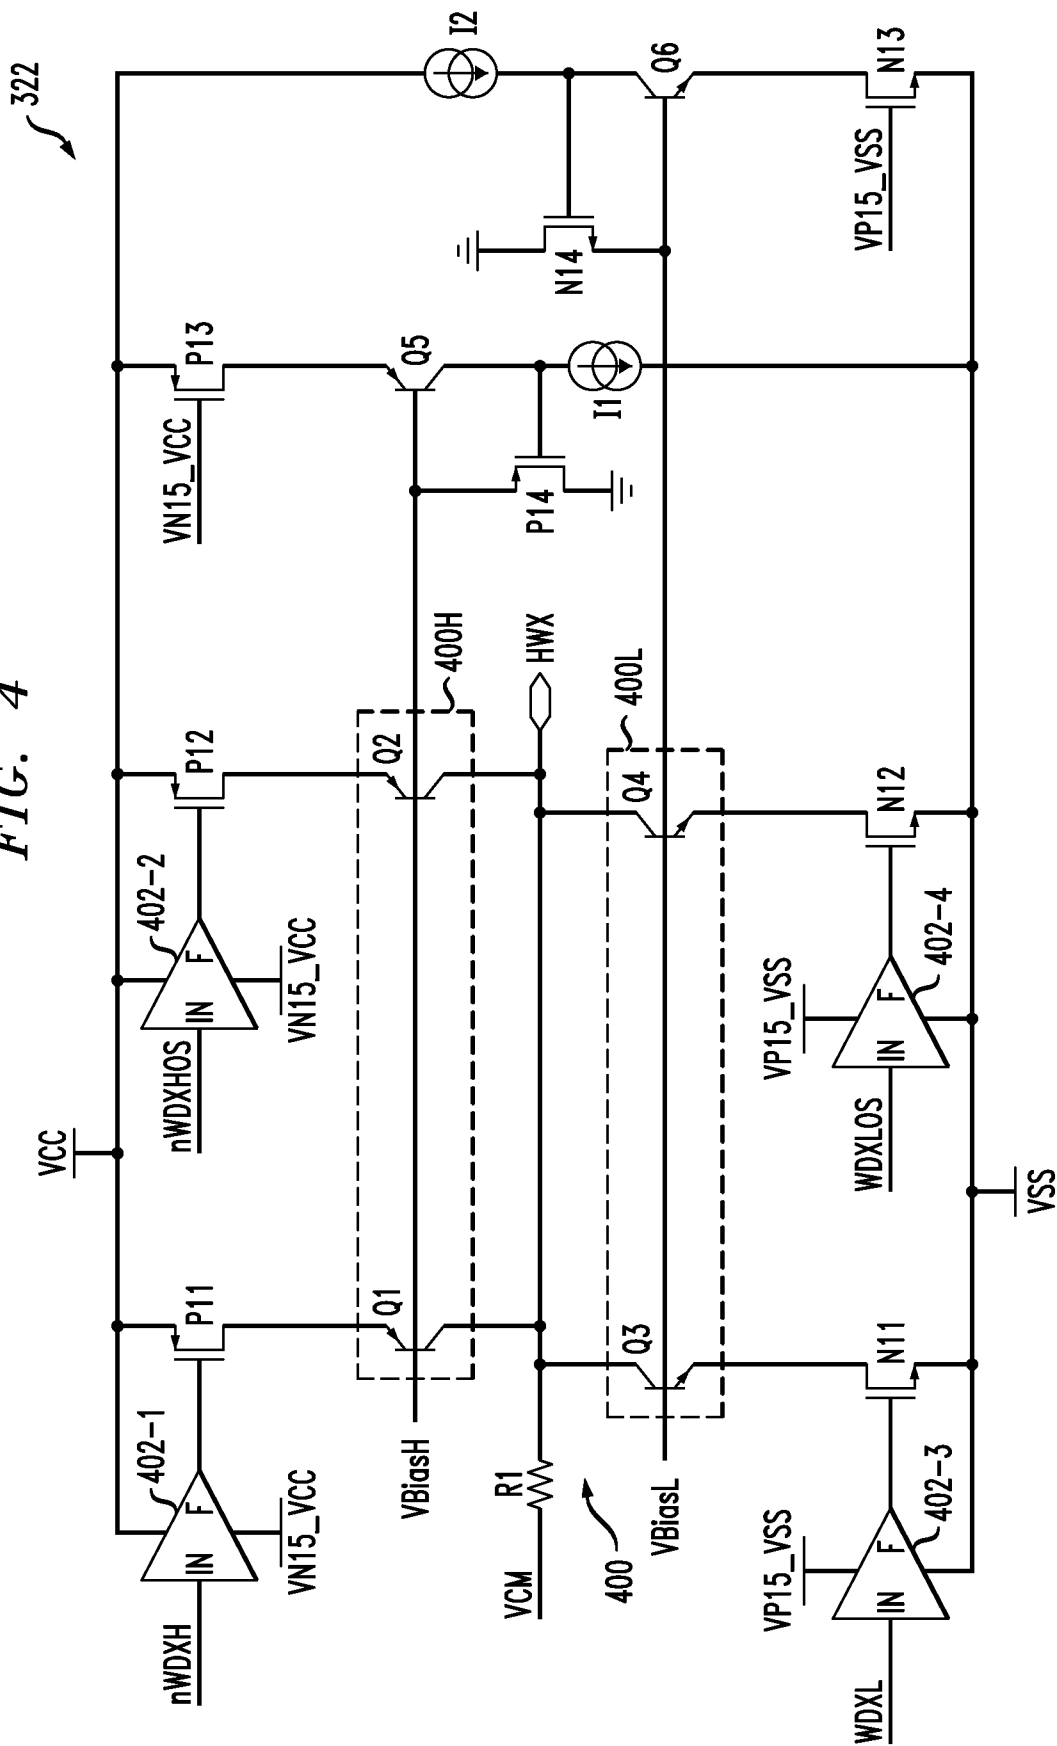 FIG. 4
322
VCC
nWDXH
IN
F
402-1
VN15_VCC
P11
nWDXHOS
IN
F
402-2
VN15_VCC
P12
VN15_VCC
P13
I2
VBiasH
Q1
Q2
400H
Q5
Q6
VCM
R1
HWX
P14
I1
N14
400
VBiasL
Q3
Q4
400L
WDXL
IN
F
402-3
VP15_VSS
N11
WDXLOS
IN
F
402-4
VP15_VSS
N12
VP15_VSS
N13
VSS